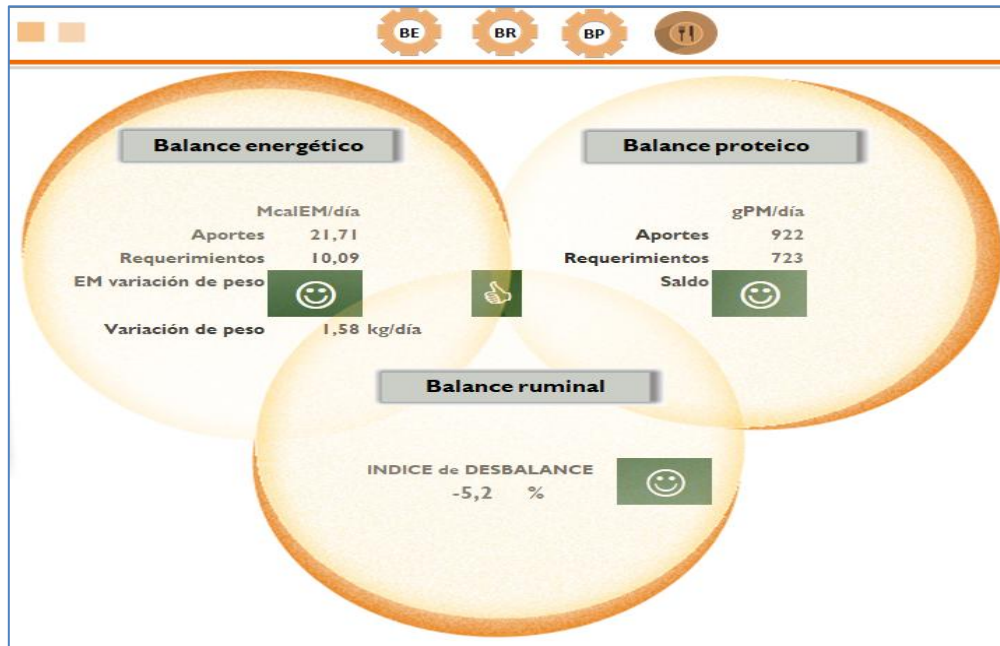 BE BR BP
Balance energético
McalEM/día
Aportes 21,71
Requerimientos 10,09
EM variación de peso
Variación de peso 1,58 kg/día
Balance proteico
gPM/día
Aportes 922
Requerimientos 723
Saldo
Balance ruminal
INDICE de DESBALANCE
-5,2 %